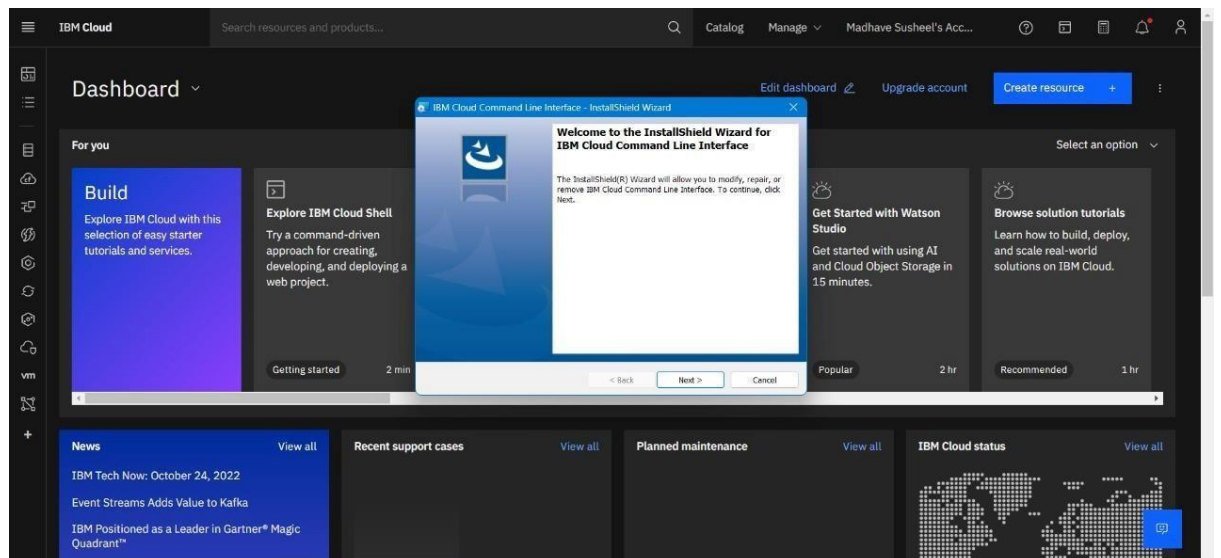 IBM Cloud
Search resources and products...
Catalog
Manage
Madhave Susheel's Acc...
Dashboard
Edit dashboard
Upgrade account
Create resource +
For you
Select an option
Build
Explore IBM Cloud with this
selection of easy starter
tutorials and services.
Explore IBM Cloud Shell
Try a command-driven
approach for creating,
developing, and deploying a
web project.
Getting started
2 min
IBM Cloud Command Line Interface - InstallShield Wizard
Welcome to the InstallShield Wizard for
IBM Cloud Command Line Interface
The InstallShield(R) Wizard will allow you to modify, repair, or
remove IBM Cloud Command Line Interface. To continue, click
Next.
< Back
Next >
Cancel
Get Started with Watson
Studio
Get started with using AI
and Cloud Object Storage in
15 minutes.
Popular
2 hr
Browse solution tutorials
Learn how to build, deploy,
and scale real-world
solutions on IBM Cloud.
Recommended
1 hr
vm
News
View all
IBM Tech Now: October 24, 2022
Event Streams Adds Value to Kafka
IBM Positioned as a Leader in Gartner® Magic
Quadrant™
Recent support cases
View all
Planned maintenance
View all
IBM Cloud status
View all